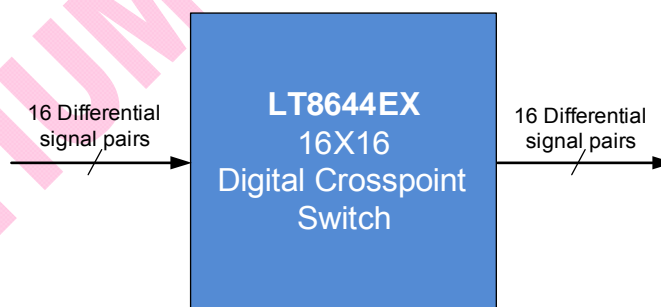 16 Differential
signal pairs
LT8644EX
16X16
Digital Crosspoint
Switch
16 Differential
signal pairs